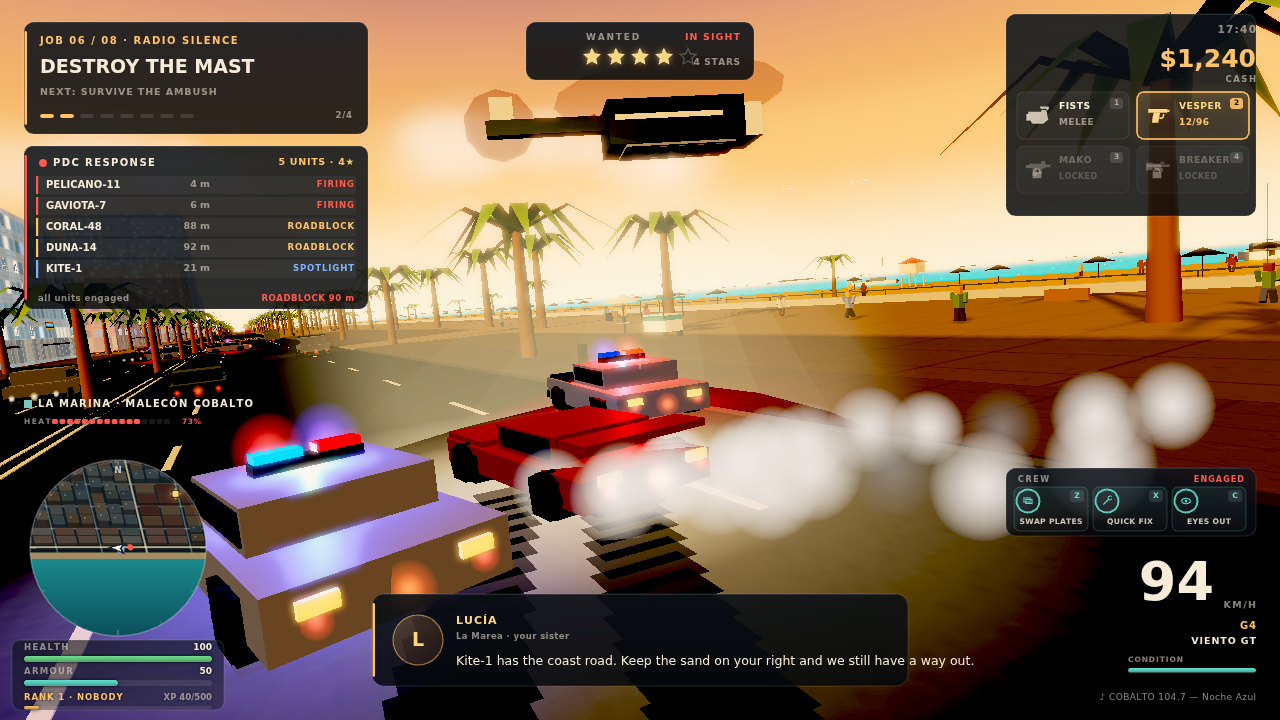 JOB 06 / 08 · RADIO SILENCE
DESTROY THE MAST
NEXT: SURVIVE THE AMBUSH
2/4
PDC RESPONSE 5 UNITS · 4★
PELICANO-11 4 m FIRING
GAVIOTA-7 6 m FIRING
CORAL-48 88 m ROADBLOCK
DUNA-14 92 m ROADBLOCK
KITE-1 21 m SPOTLIGHT
all units engaged ROADBLOCK 90 m
WANTED IN SIGHT
4 STARS
17:40
$1,240
CASH
FISTS 1
MELEE
VESPER 2
12/96
MAKO 3
LOCKED
BREAKER 4
LOCKED
LA MARINA · MALECÓN COBALTO
HEAT 73%
N
HEALTH 100
ARMOUR 50
RANK 1 · NOBODY XP 40/500
L
LUCÍA
La Marea · your sister
Kite-1 has the coast road. Keep the sand on your right and we still have a way out.
CREW ENGAGED
Z X C
SWAP PLATES QUICK FIX EYES OUT
94
KM/H
G4
VIENTO GT
CONDITION
♪ COBALTO 104.7 — Noche Azul